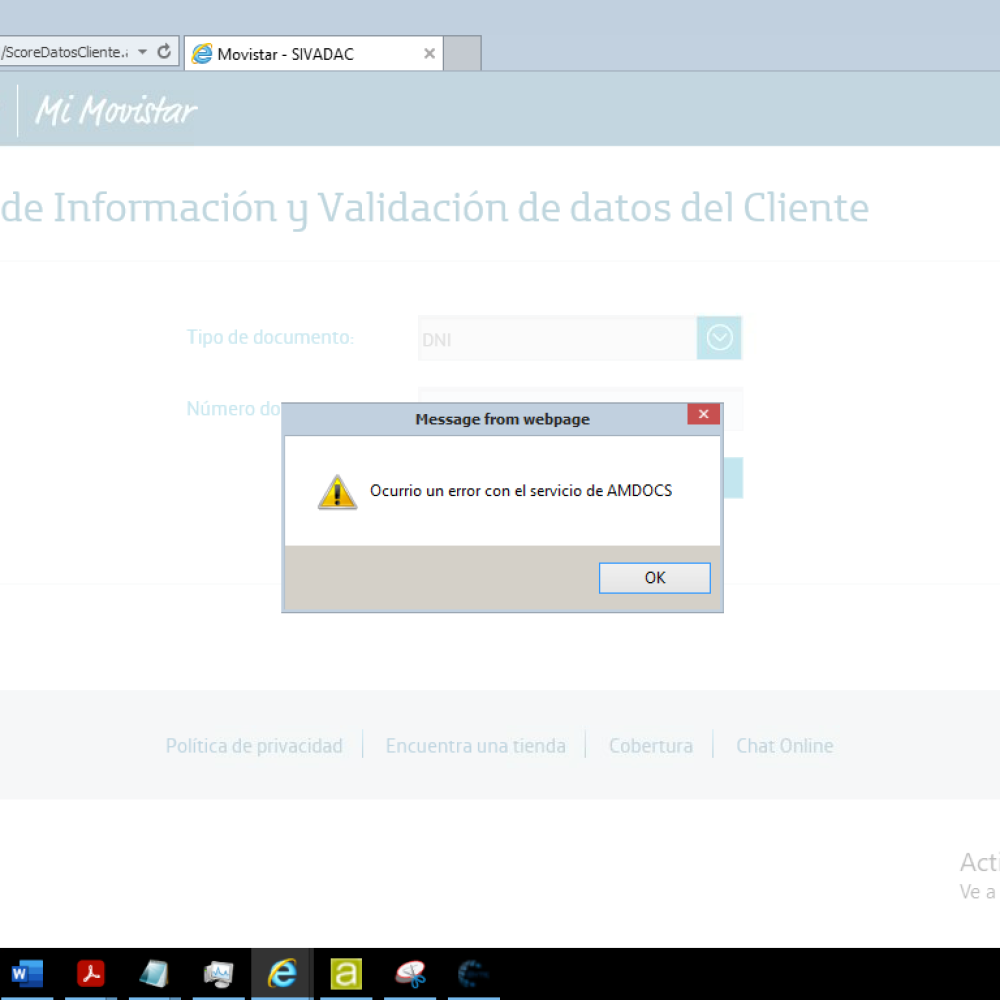 /ScoreDatosCliente.
Movistar - SIVADAC
Mi Movistar
de Información y Validación de datos del Cliente
Tipo de documento:
DNI
Número do
Message from webpage
Ocurrio un error con el servicio de AMDOCS
OK
Política de privacidad
Encuentra una tienda
Cobertura
Chat Online
Acti
Ve a